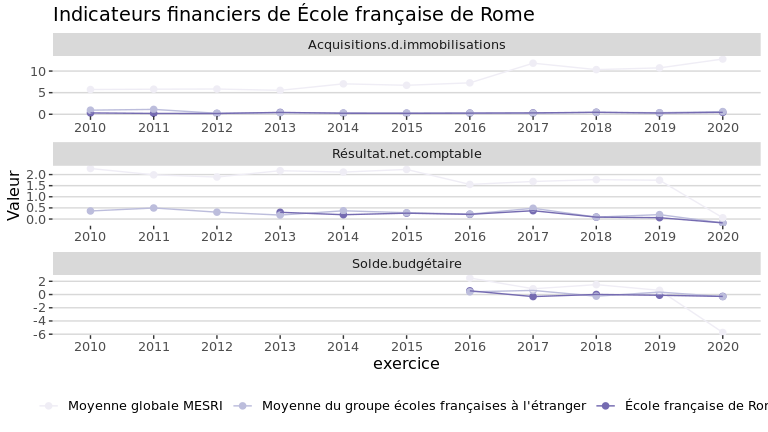 Indicateurs financiers de École française de Rome
Acquisitions.d.immobilisations
10
5
0
2010 2011 2012 2013 2014 2015 2016 2017 2018 2019 2020
Résultat.net.comptable
Valeur
2.0
1.5
1.0
0.5
0.0
2010 2011 2012 2013 2014 2015 2016 2017 2018 2019 2020
Solde.budgétaire
2
0
-2
-4
-6
2010 2011 2012 2013 2014 2015 2016 2017 2018 2019 2020
exercice
Moyenne globale MESRI Moyenne du groupe écoles françaises à l'étranger École française de Ror